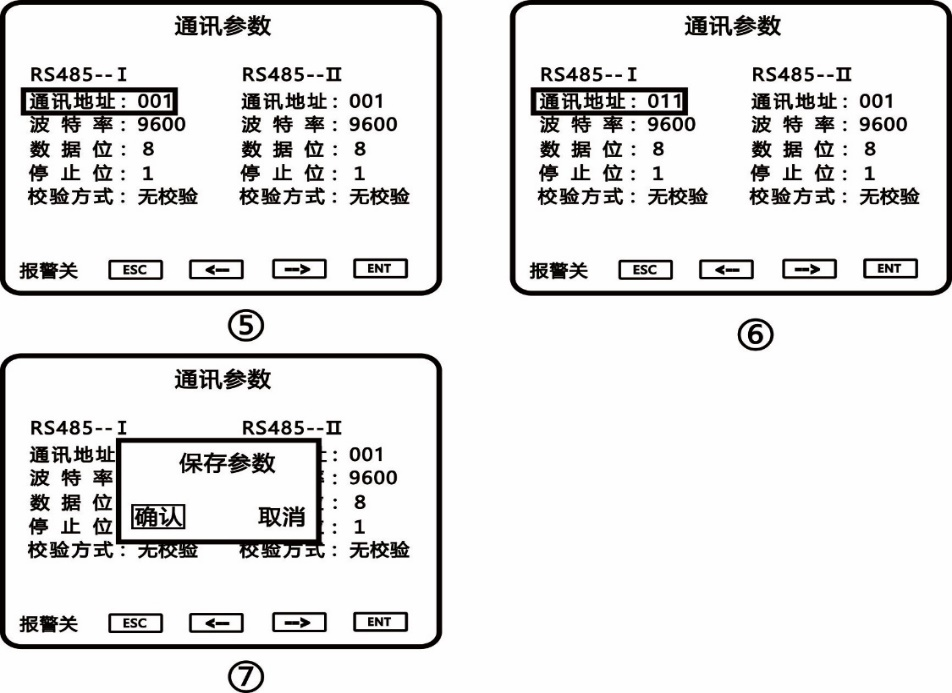 通讯参数
RS485--Ⅰ RS485--Ⅱ
通讯地址：001 通讯地址：001
波 特 率：9600 波 特 率：9600
数 据 位：8 数 据 位：8
停 止 位：1 停 止 位：1
校验方式：无校验 校验方式：无校验
报警关 ESC <-- --> ENT
⑤
通讯参数
RS485--Ⅰ RS485--Ⅱ
通讯地址：011 通讯地址：001
波 特 率：9600 波 特 率：9600
数 据 位：8 数 据 位：8
停 止 位：1 停 止 位：1
校验方式：无校验 校验方式：无校验
报警关 ESC <-- --> ENT
⑥
通讯参数
RS485--Ⅰ RS485--Ⅱ
通讯地址 ：001
波 特 率 ：9600
数 据 位 ：8
停 止 位 ：1
校验方式：无校验 校验方式：无校验
保存参数
确认 取消
报警关 ESC <-- --> ENT
⑦